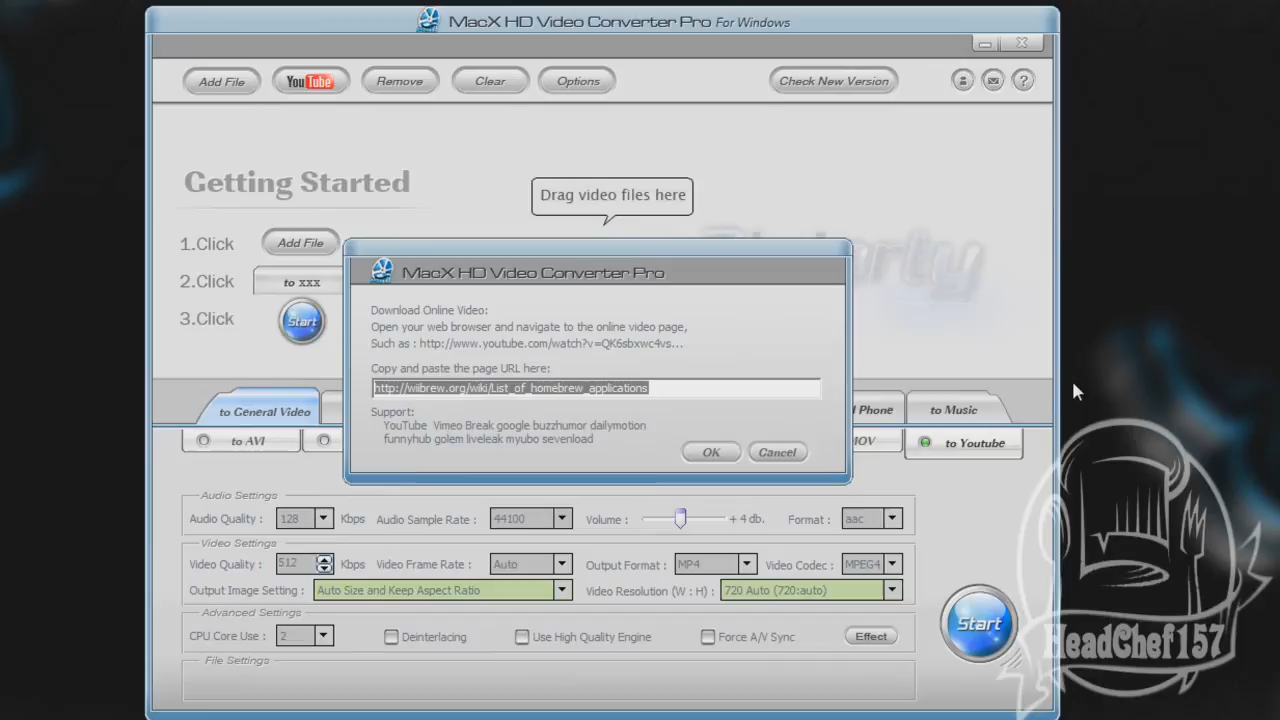 MacX HD Video Converter Pro For Windows
Add File
YouTube
Remove
Clear
Options
Check New Version
?
Getting Started
Drag video files here
1.Click
Add File
2.Click
to xxx
3.Click
Start
MacX HD Video Converter Pro
Download Online Video:
Open your web browser and navigate to the online video page,
Such as : http://www.youtube.com/watch?v=QK6sbxwc4vs...
Copy and paste the page URL here:
http://wiibrew.org/wiki/List_of_homebrew_applications
Support:
YouTube Vimeo Break google buzzhumor dailymotion
funnyhub golem liveleak myubo sevenload
OK
Cancel
to General Video
Phone
to Music
to AVI
to Youtube
Audio Settings
Audio Quality : 128 Kbps Audio Sample Rate : 44100 Volume : + 4 db. Format : aac
Video Settings
Video Quality : 512 Kbps Video Frame Rate : Auto Output Format : MP4 Video Codec : MPEG4
Output Image Setting : Auto Size and Keep Aspect Ratio Video Resolution (W : H) : 720 Auto (720:auto)
Advanced Settings
CPU Core Use : 2 Deinterlacing Use High Quality Engine Force A/V Sync Effect
File Settings
Start
HeadChef157